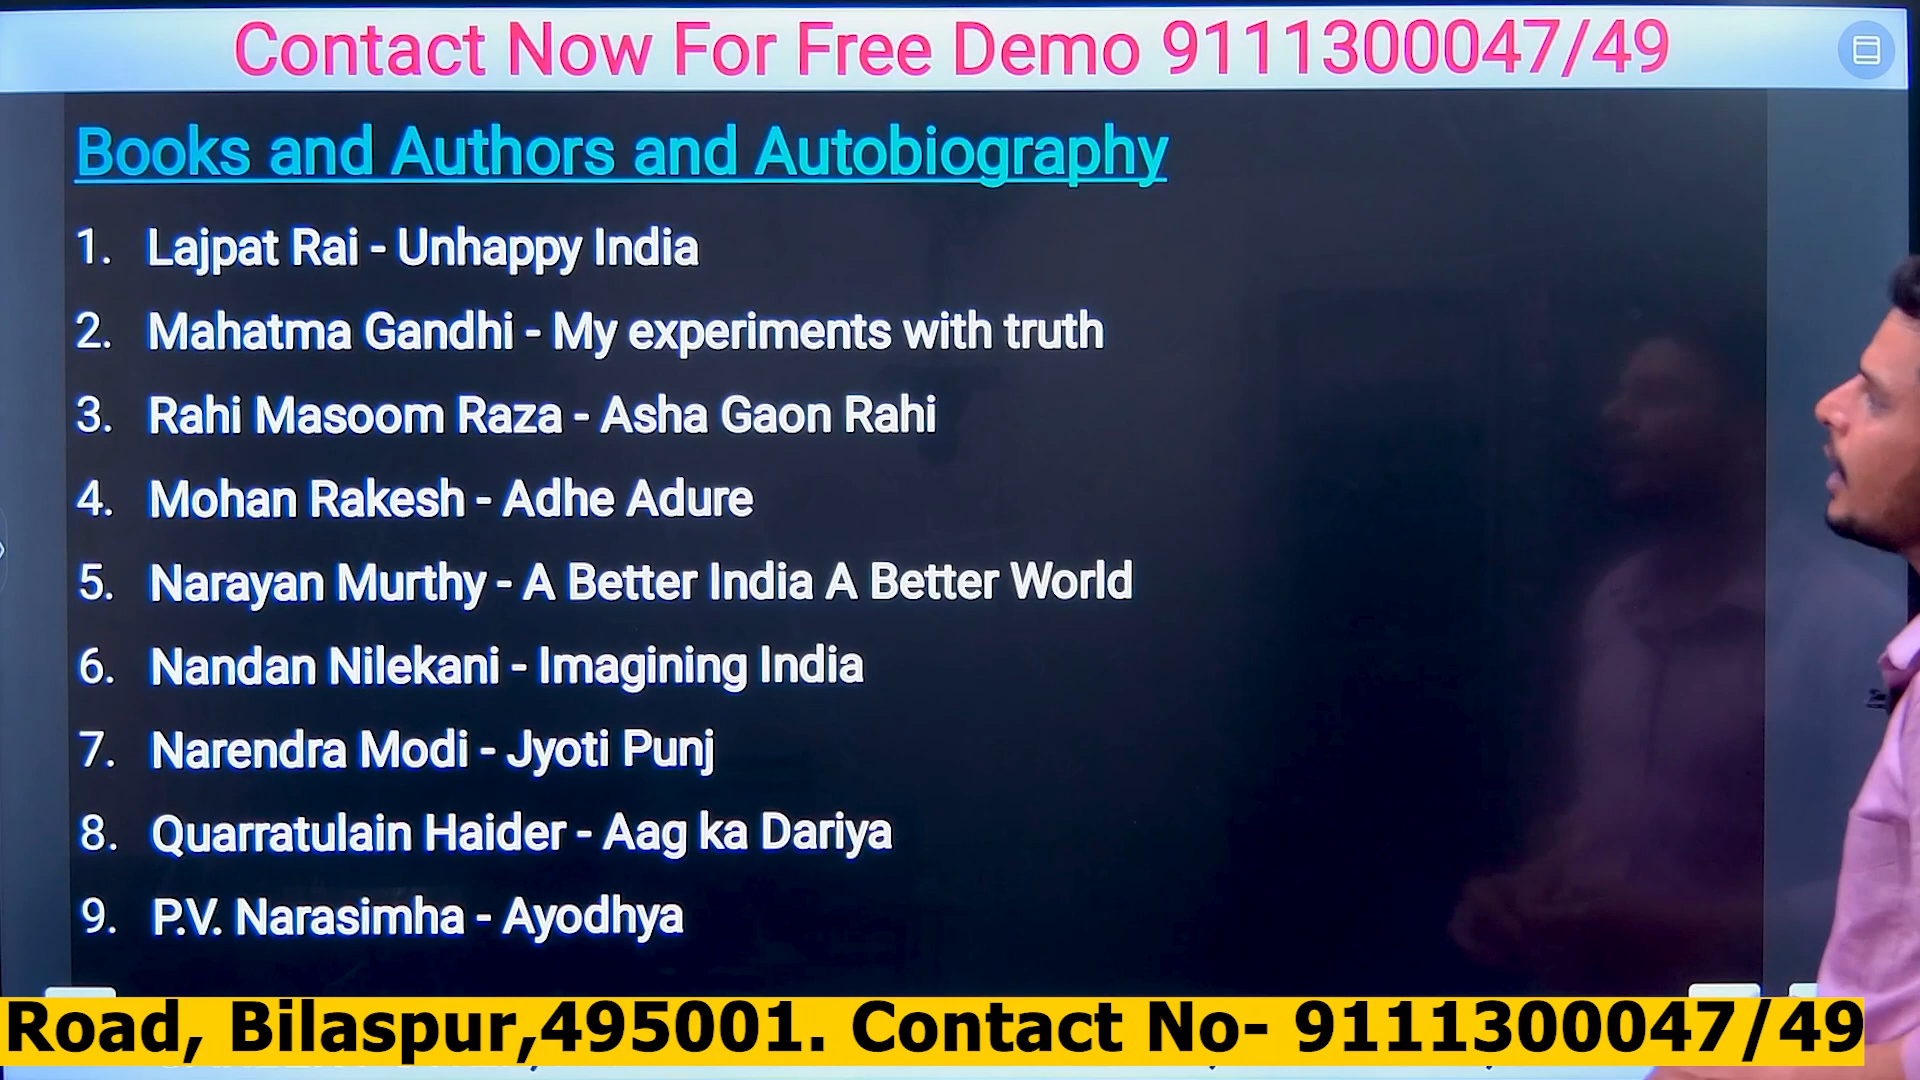 Contact Now For Free Demo 9111300047/49
Books and Authors and Autobiography
1. Lajpat Rai - Unhappy India
2. Mahatma Gandhi - My experiments with truth
3. Rahi Masoom Raza - Asha Gaon Rahi
4. Mohan Rakesh - Adhe Adure
5. Narayan Murthy - A Better India A Better World
6. Nandan Nilekani - Imagining India
7. Narendra Modi - Jyoti Punj
8. Quarratulain Haider - Aag ka Dariya
9. P.V. Narasimha - Ayodhya
Road, Bilaspur,495001. Contact No- 9111300047/49